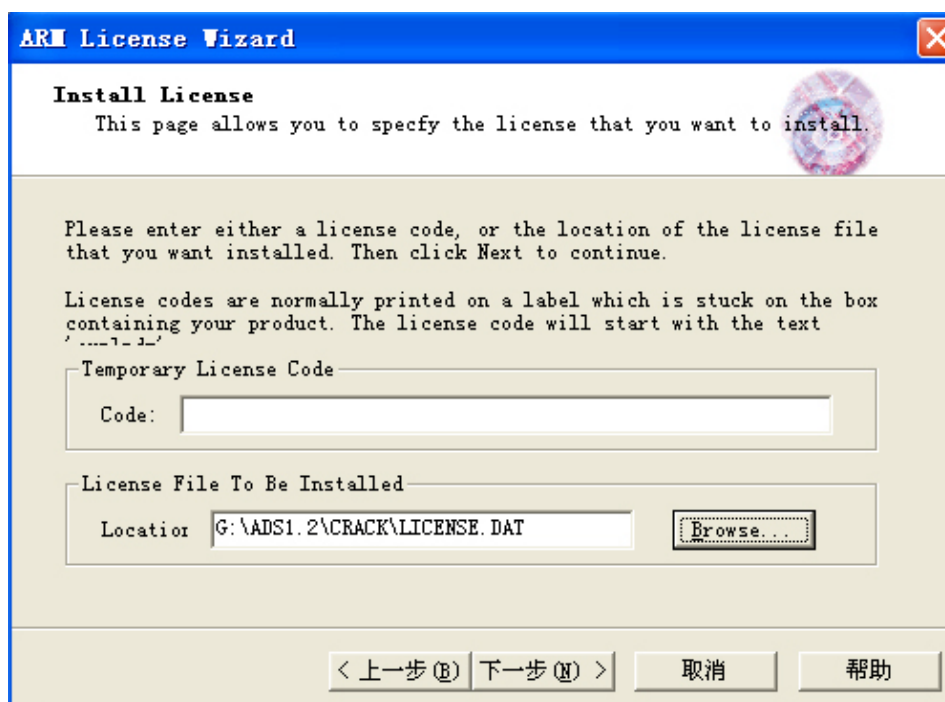 ARM License Wizard
Install License
This page allows you to specfy the license that you want to install.
Please enter either a license code, or the location of the license file
that you want installed. Then click Next to continue.
License codes are normally printed on a label which is stuck on the box
containing your product. The license code will start with the text
Temporary License Code
Code:
License File To Be Installed
Location G:\ADS1.2\CRACK\LICENSE.DAT Browse...
< 上一步(B) 下一步(N) > 取消 帮助